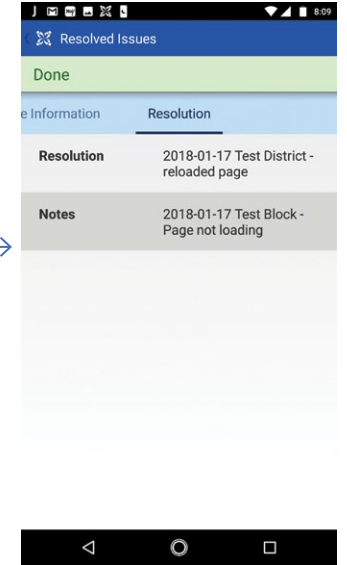 8:09
Resolved Issues
Done
e Information Resolution
Resolution 2018-01-17 Test District -
reloaded page
Notes 2018-01-17 Test Block -
Page not loading